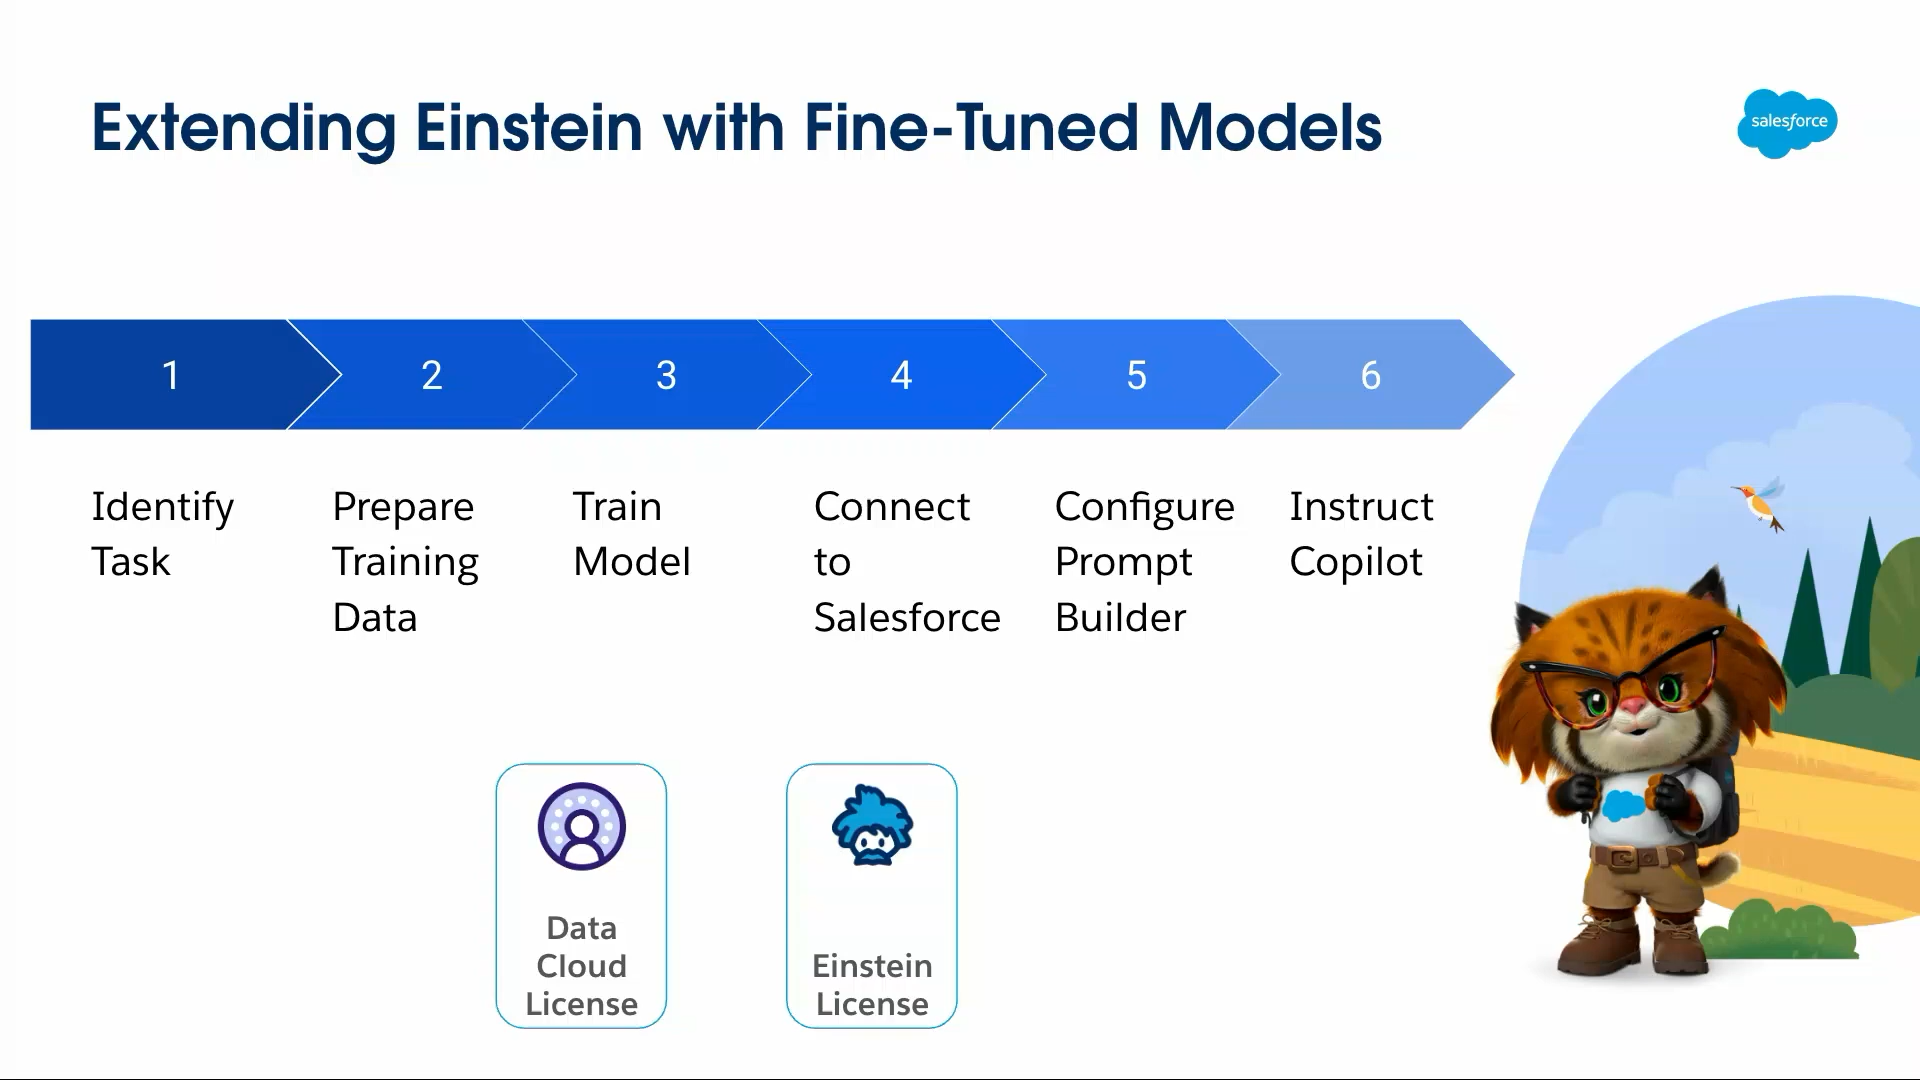 Extending Einstein with Fine-Tuned Models
salesforce
1
2
3
4
5
6
Identify
Task
Prepare
Training
Data
Train
Model
Connect
to
Salesforce
Configure
Prompt
Builder
Instruct
Copilot
Data
Cloud
License
Einstein
License